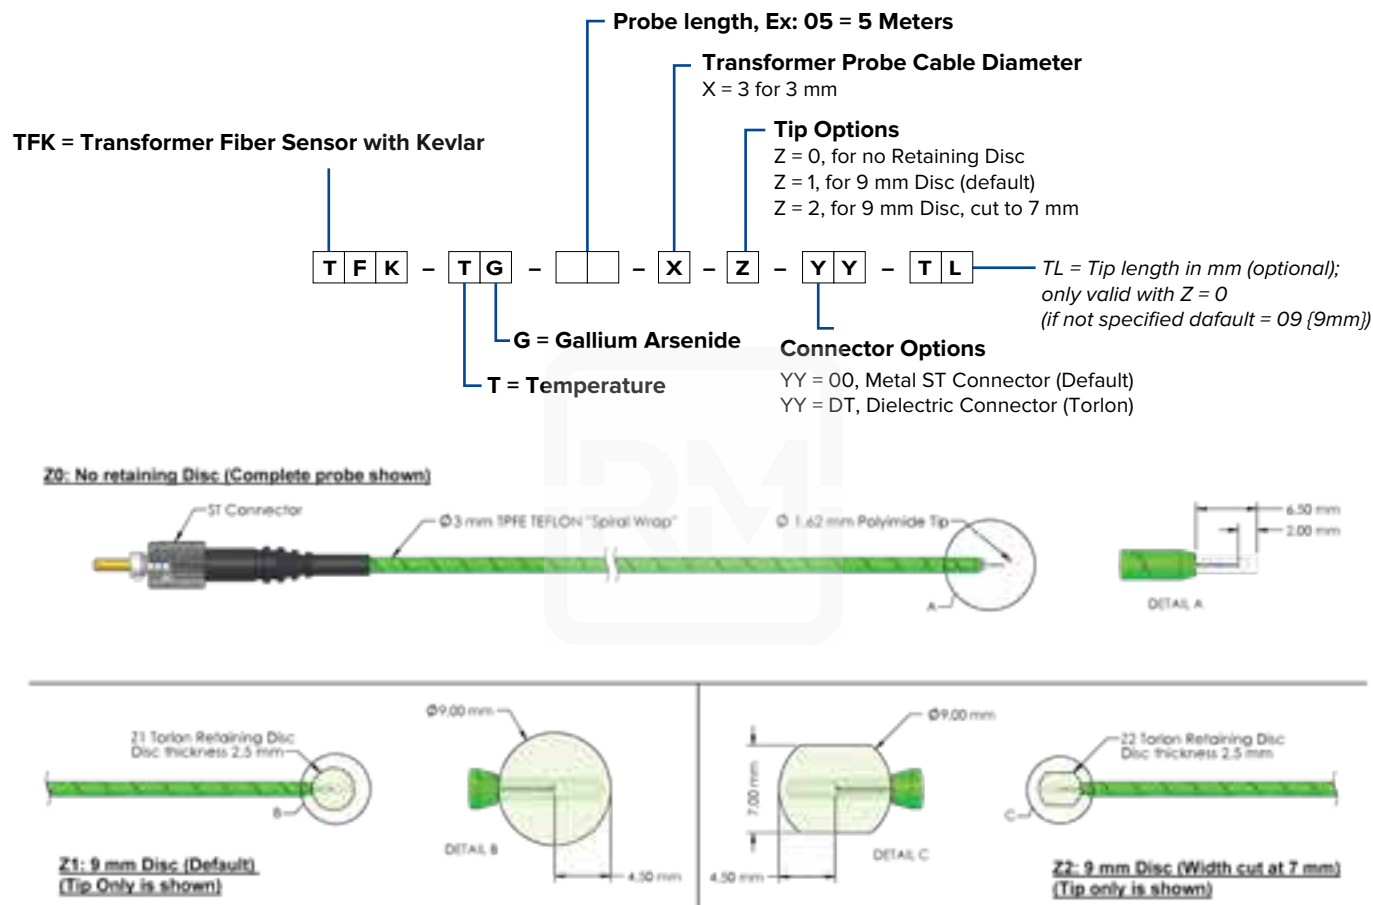 Probe length, Ex: 05 = 5 Meters
Transformer Probe Cable Diameter
X = 3 for 3 mm
TFK = Transformer Fiber Sensor with Kevlar
Tip Options
Z = 0, for no Retaining Disc
Z = 1, for 9 mm Disc (default)
Z = 2, for 9 mm Disc, cut to 7 mm
T F K – T G – – X – Z – Y Y – T L
TL = Tip length in mm (optional);
only valid with Z = 0
(if not specified dafault = 09 {9mm})
G = Gallium Arsenide
T = Temperature
Connector Options
YY = 00, Metal ST Connector (Default)
YY = DT, Dielectric Connector (Torlon)
RM
Z0: No retaining Disc (Complete probe shown)
ST Connector
Ø3 mm TPFE TEFLON "Spiral Wrap"
Ø 1.62 mm Polyimide Tip
6.50 mm
2.00 mm
A
DETAIL A
Z1 Torlon Retaining Disc
Disc thickness 2.5 mm
B
Ø9.00 mm
DETAIL B
4.50 mm
Z1: 9 mm Disc (Default)
(Tip Only is shown)
Ø9.00 mm
7.00 mm
DETAIL C
4.50 mm
Z2 Torlon Retaining Disc
Disc thickness 2.5 mm
C
Z2: 9 mm Disc (Width cut at 7 mm)
(Tip only is shown)